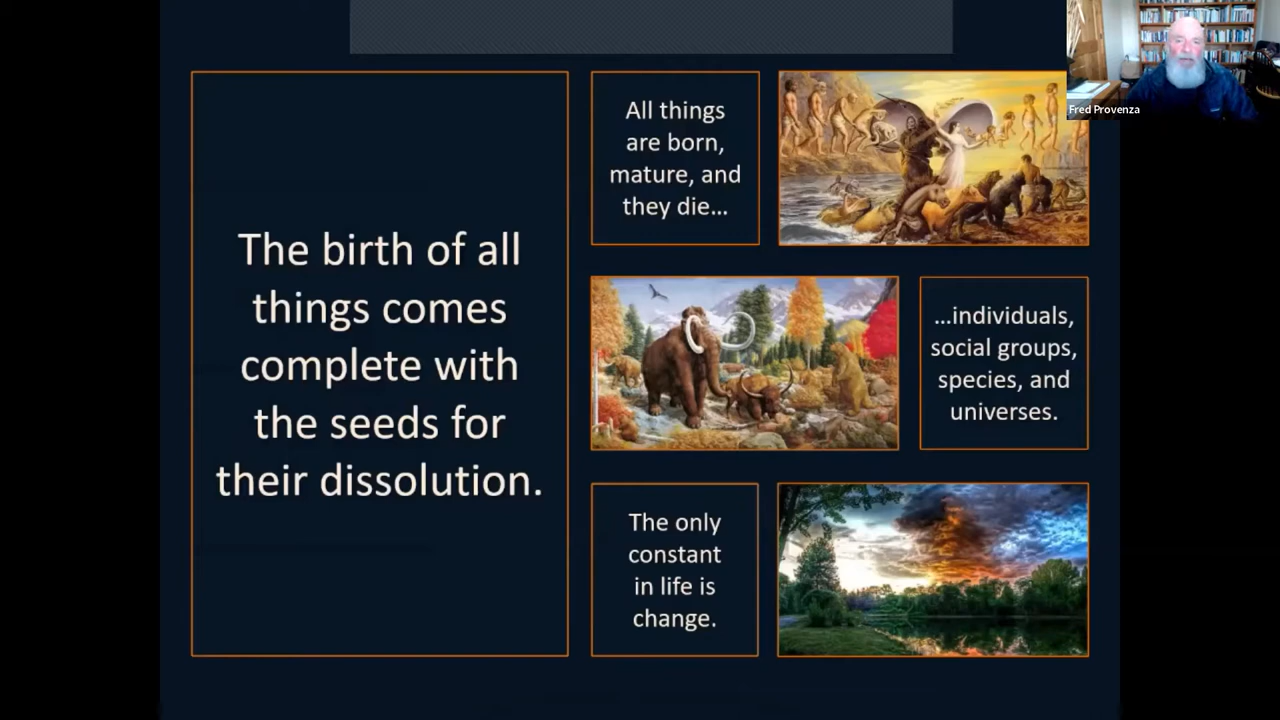 The birth of all
things comes
complete with
the seeds for
their dissolution.
All things
are born,
mature, and
they die...
...individuals,
social groups,
species, and
universes.
The only
constant
in life is
change.
Fred Provenza